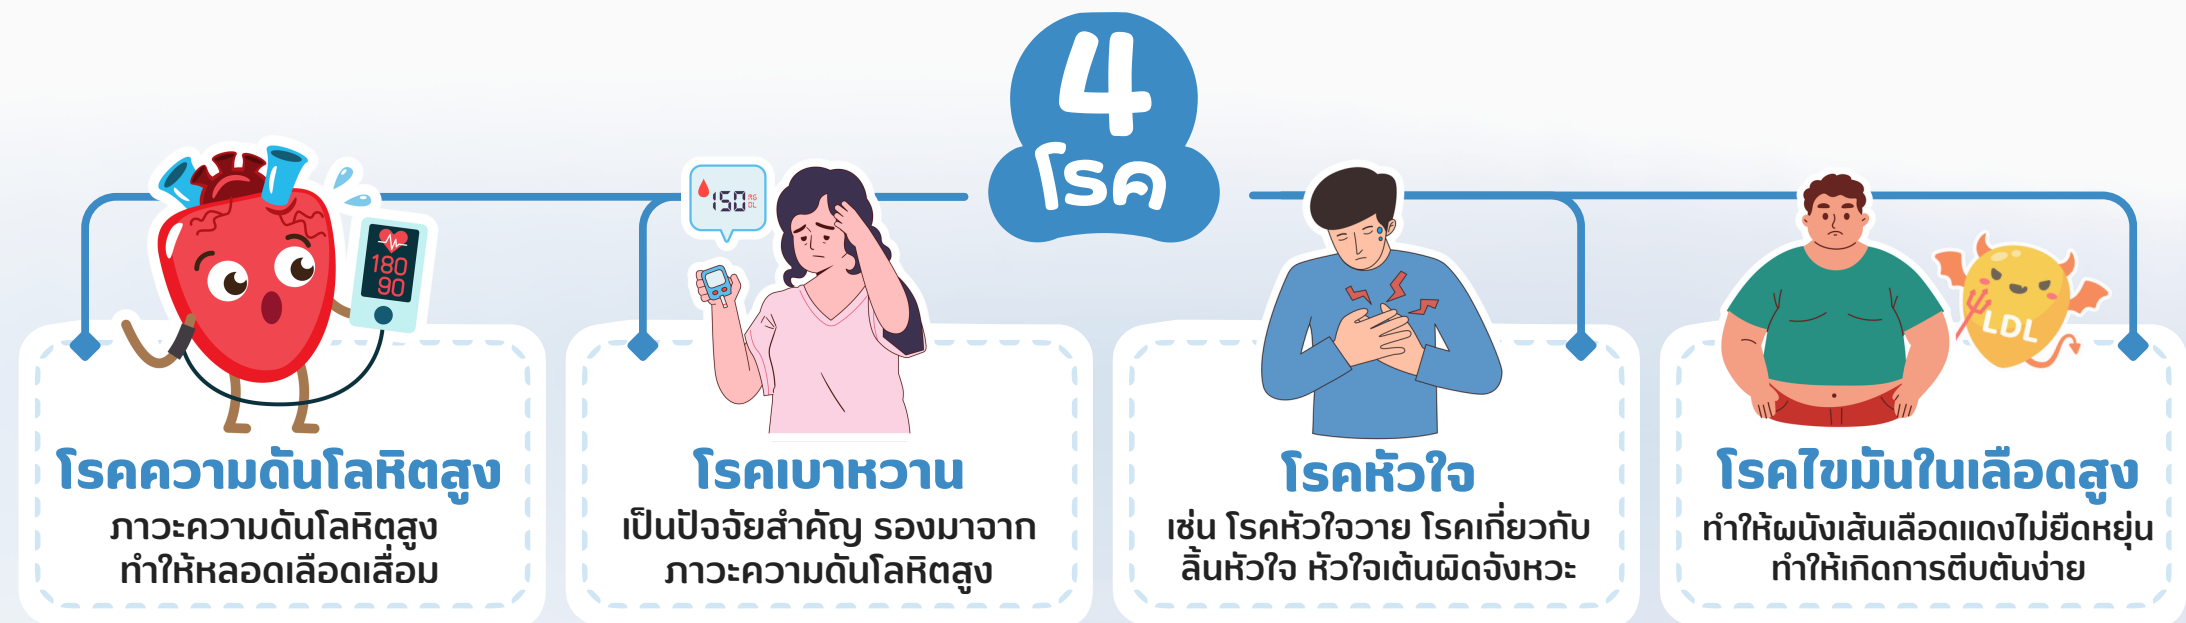 4
โรค
180
90
150 MG
DL
LDL
โรคความดันโลหิตสูง
ภาวะความดันโลหิตสูง
ทำให้หลอดเลือดเสื่อม
โรคเบาหวาน
เป็นปัจจัยสำคัญ รองมาจาก
ภาวะความดันโลหิตสูง
โรคหัวใจ
เช่น โรคหัวใจวาย โรคเกี่ยวกับ
ลิ้นหัวใจ หัวใจเต้นผิดจังหวะ
โรคไขมันในเลือดสูง
ทำให้ผนังเส้นเลือดแดงไม่ยืดหยุ่น
ทำให้เกิดการตีบตันง่าย